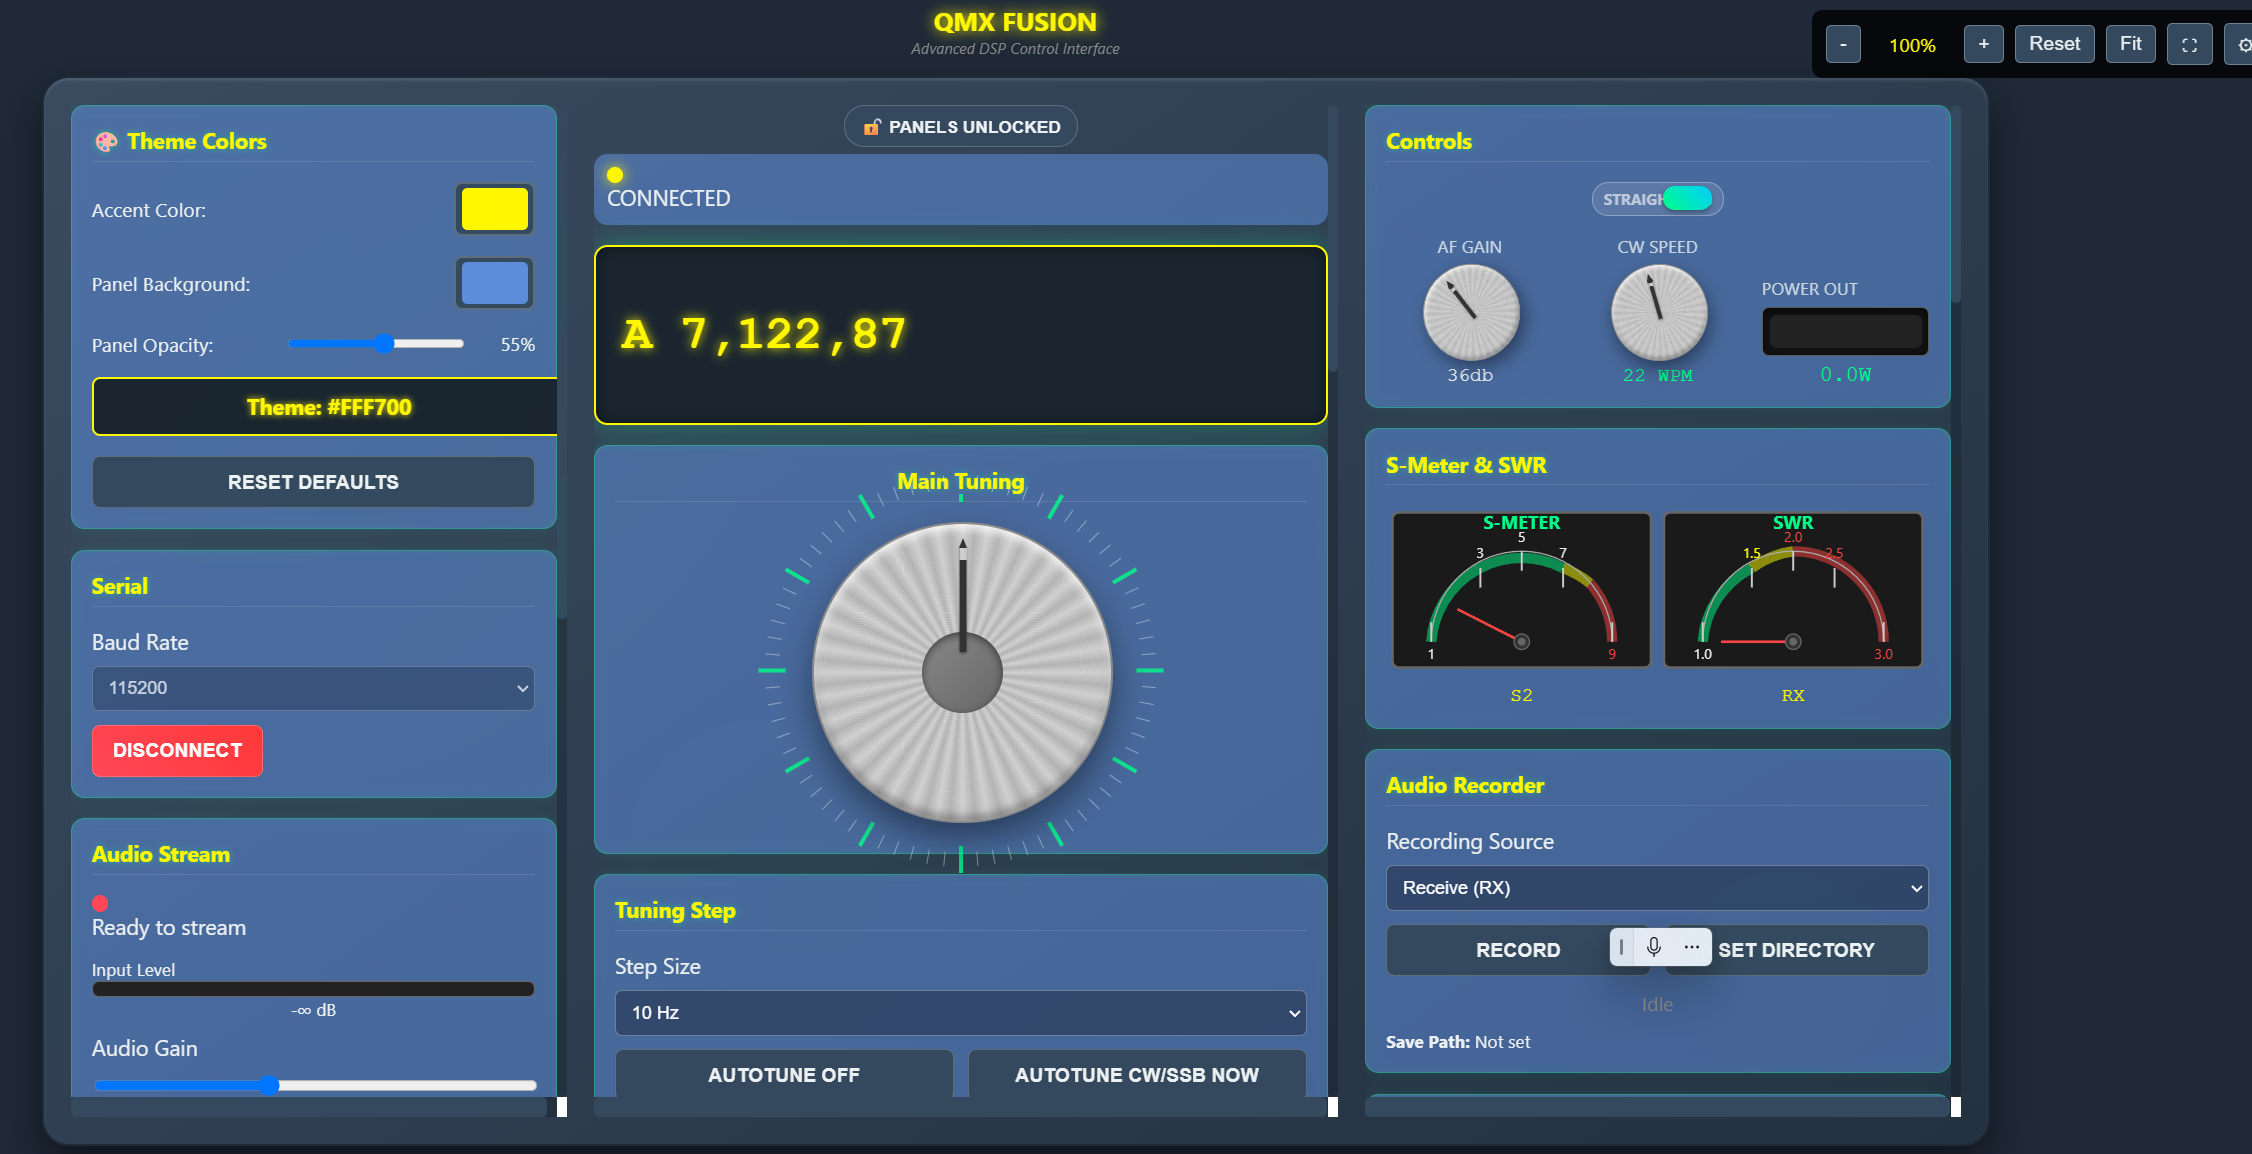 QMX FUSION
Advanced DSP Control Interface
- 100% + Reset Fit
🎨 Theme Colors
Accent Color:
Panel Background:
Panel Opacity: 55%
Theme: #FFF700
RESET DEFAULTS
Serial
Baud Rate
115200
DISCONNECT
Audio Stream
Ready to stream
Input Level
-∞ dB
Audio Gain
🔓 PANELS UNLOCKED
CONNECTED
A 7,122,87
Main Tuning
Tuning Step
Step Size
10 Hz
AUTOTUNE OFF
AUTOTUNE CW/SSB NOW
Controls
STRAIGH
AF GAIN
36db
CW SPEED
22 WPM
POWER OUT
0.0W
S-Meter & SWR
S-METER
1 3 5 7 9
S2
SWR
1.0 1.5 2.0 2.5 3.0
RX
Audio Recorder
Recording Source
Receive (RX)
RECORD
SET DIRECTORY
Idle
Save Path: Not set